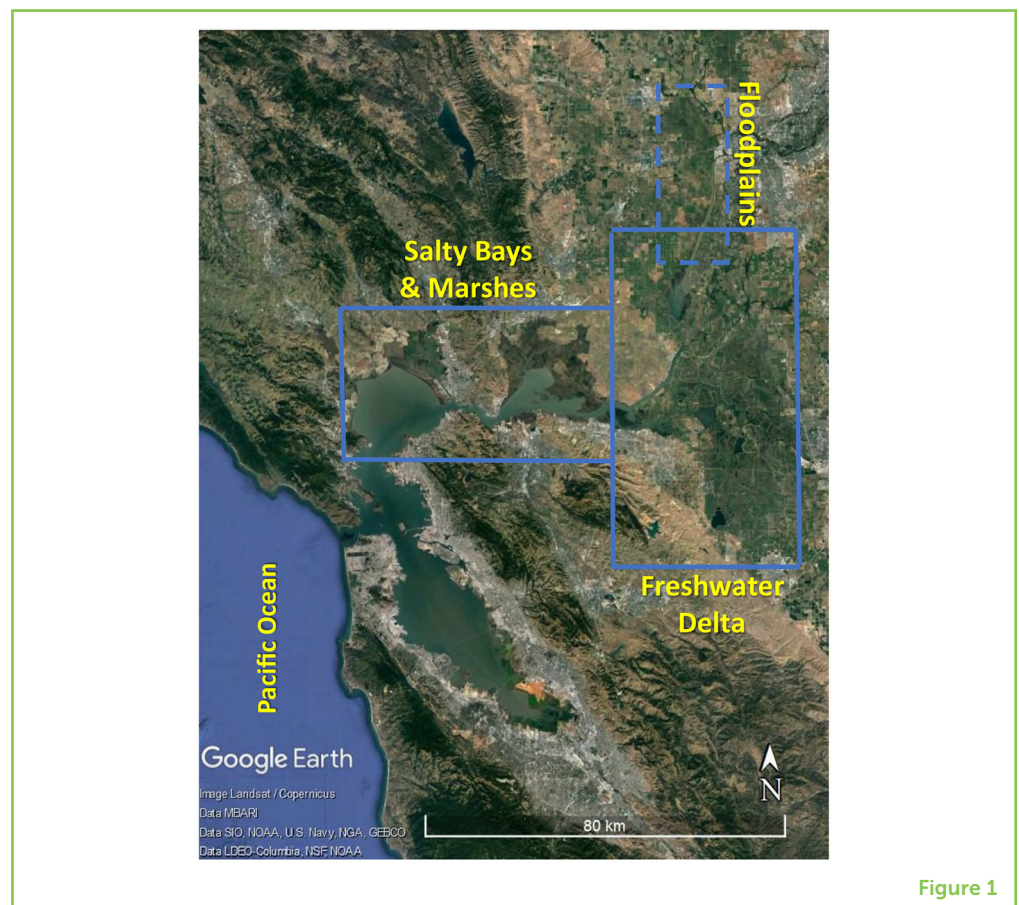 Floodplains
Salty Bays
& Marshes
Freshwater
Delta
Pacific Ocean
Google Earth
Image Landsat / Copernicus
Data MBARI
Data SIO, NOAA, U.S. Navy, NGA, GEBCO
Data LDEO-Columbia, NSF, NOAA
N
80 km
Figure 1